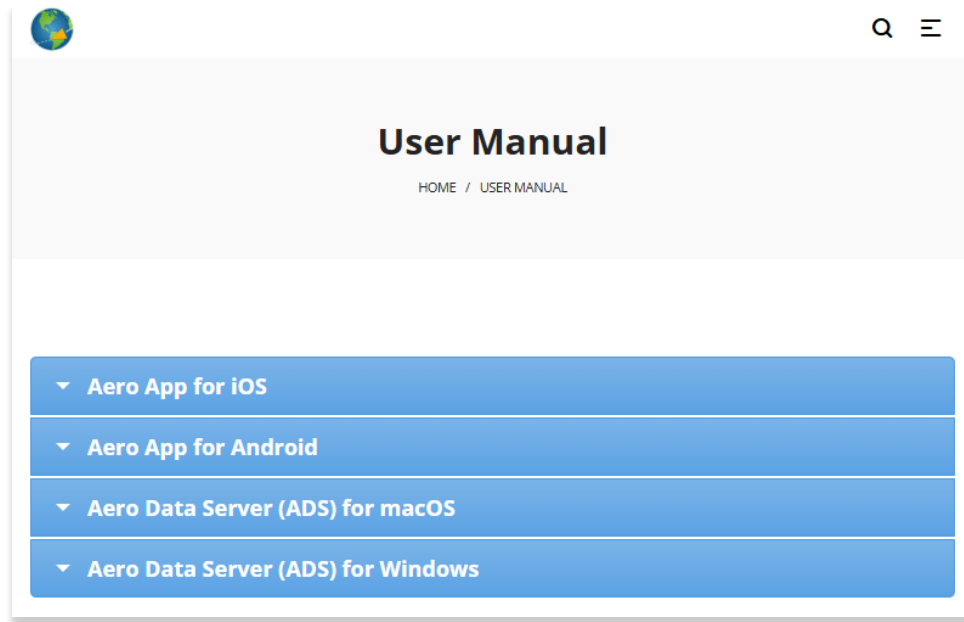 User Manual
HOME / USER MANUAL
Aero App for iOS
Aero App for Android
Aero Data Server (ADS) for macOS
Aero Data Server (ADS) for Windows